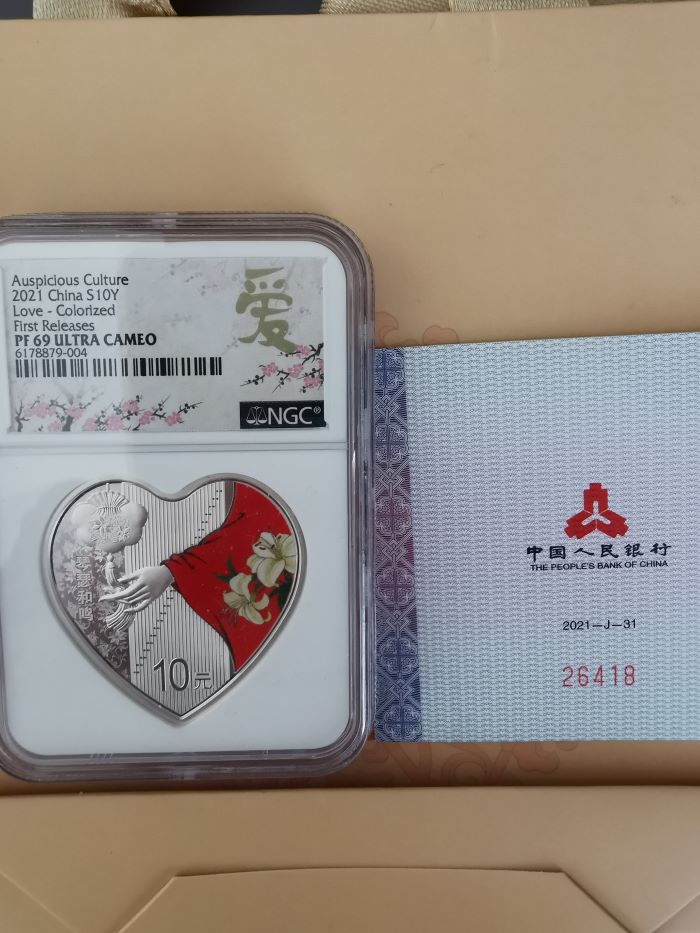 Auspicious Culture
2021 China S10Y
Love - Colorized
First Releases
PF 69 ULTRA CAMEO
6178879-004
爱
NGC®
琴瑟和鸣
10元
中国人民银行
THE PEOPLE'S BANK OF CHINA
2021—J—31
26418